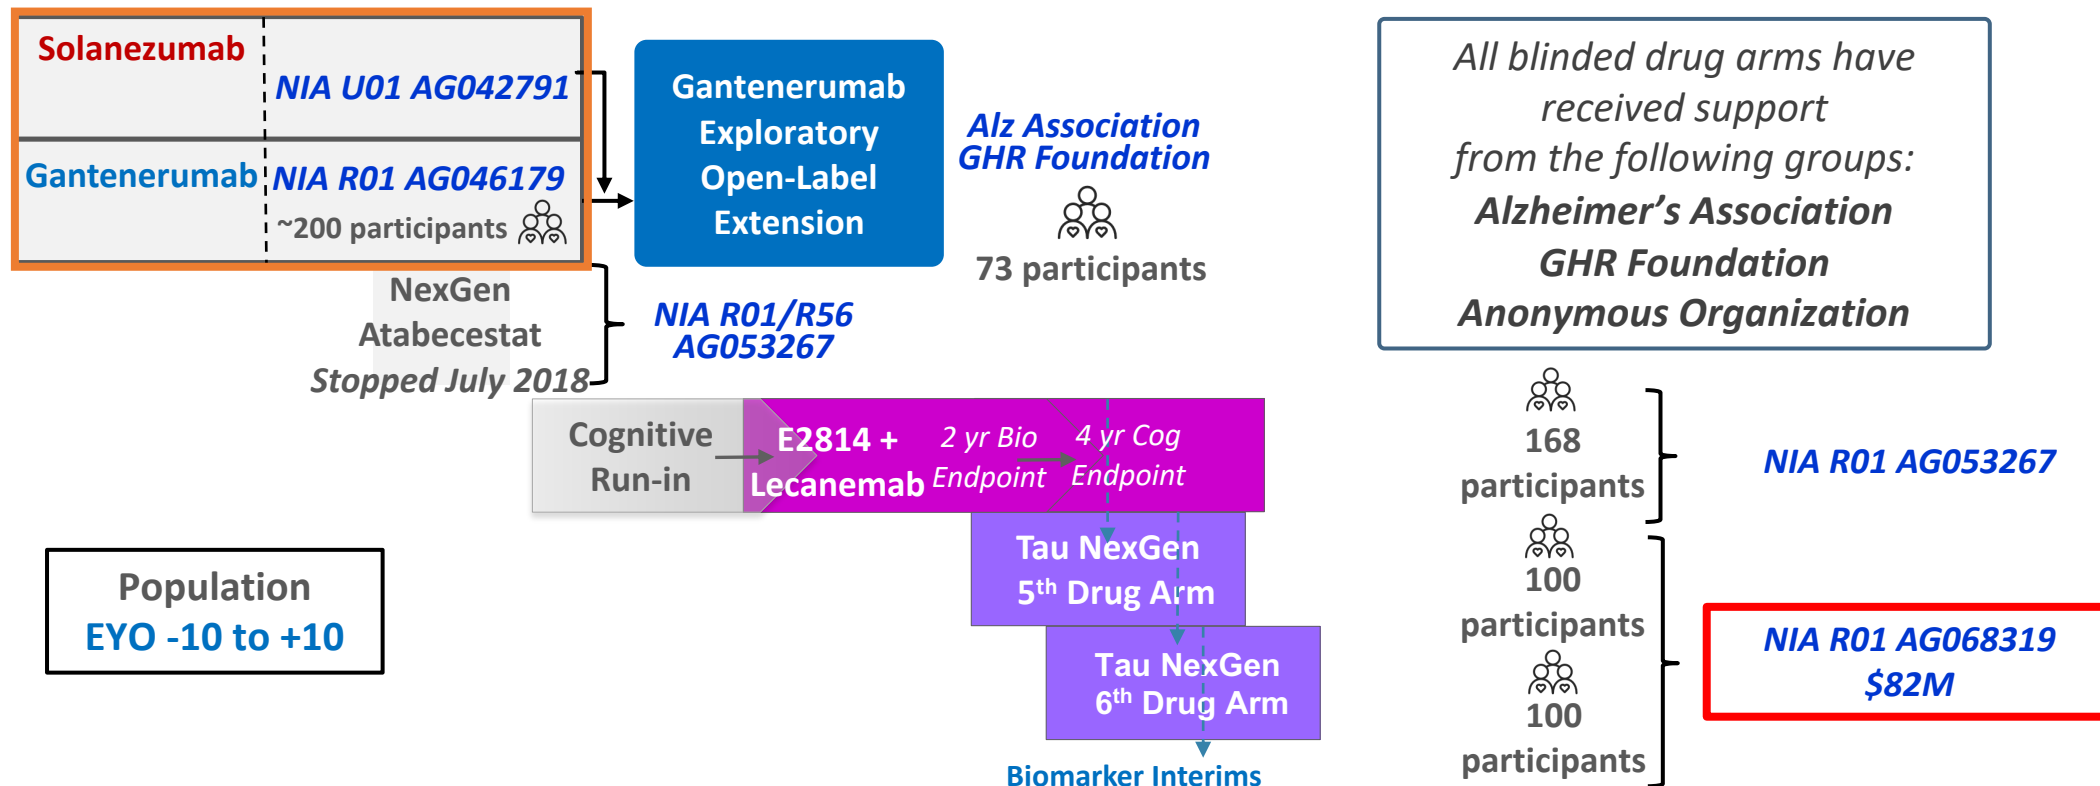 Solanezumab
NIA U01 AG042791
Gantenerumab
NIA R01 AG046179
~200 participants
Gantenerumab
Exploratory
Open-Label
Extension
Alz Association
GHR Foundation
73 participants
All blinded drug arms have
received support
from the following groups:
Alzheimer’s Association
GHR Foundation
Anonymous Organization
NexGen
Atabecestat
Stopped July 2018
NIA R01/R56
AG053267
Cognitive
Run-in
E2814 +
Lecanemab
2 yr Bio
Endpoint
4 yr Cog
Endpoint
168
participants
NIA R01 AG053267
Tau NexGen
5th Drug Arm
100
participants
Population
EYO -10 to +10
Tau NexGen
6th Drug Arm
100
participants
NIA R01 AG068319
$82M
Biomarker Interims